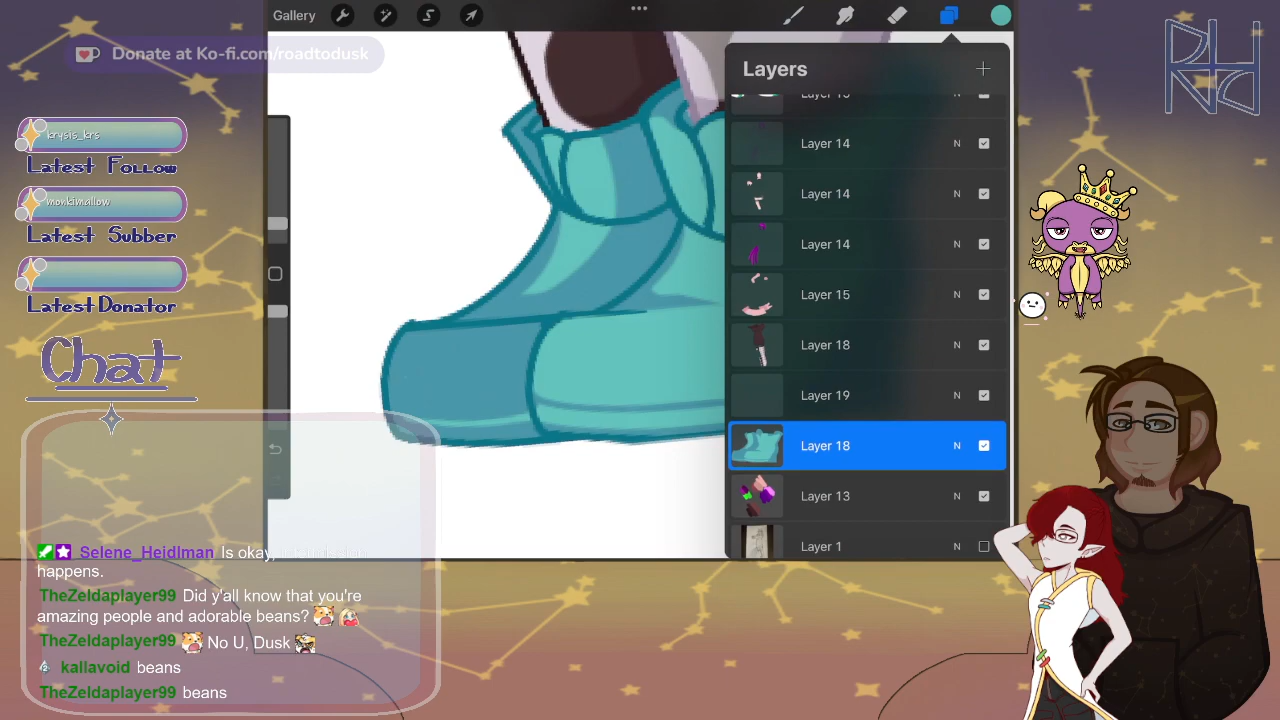 Gallery
Donate at Ko-fi.com/roadtodusk
Layers
krysis_krs
Latest Follow
monkimallow
Latest Subber
Latest Donator
Chat
Layer 15
Layer 14 N
Layer 14 N
Layer 14 N
Layer 15 N
Layer 18 N
Layer 19 N
Layer 18 N
Layer 13 N
Layer 1 N
Selene_Heidlman Is okay,
happens.
TheZeldaplayer99 Did y'all know that you're
amazing people and adorable beans?
TheZeldaplayer99 No U, Dusk
kallavoid beans
TheZeldaplayer99 beans